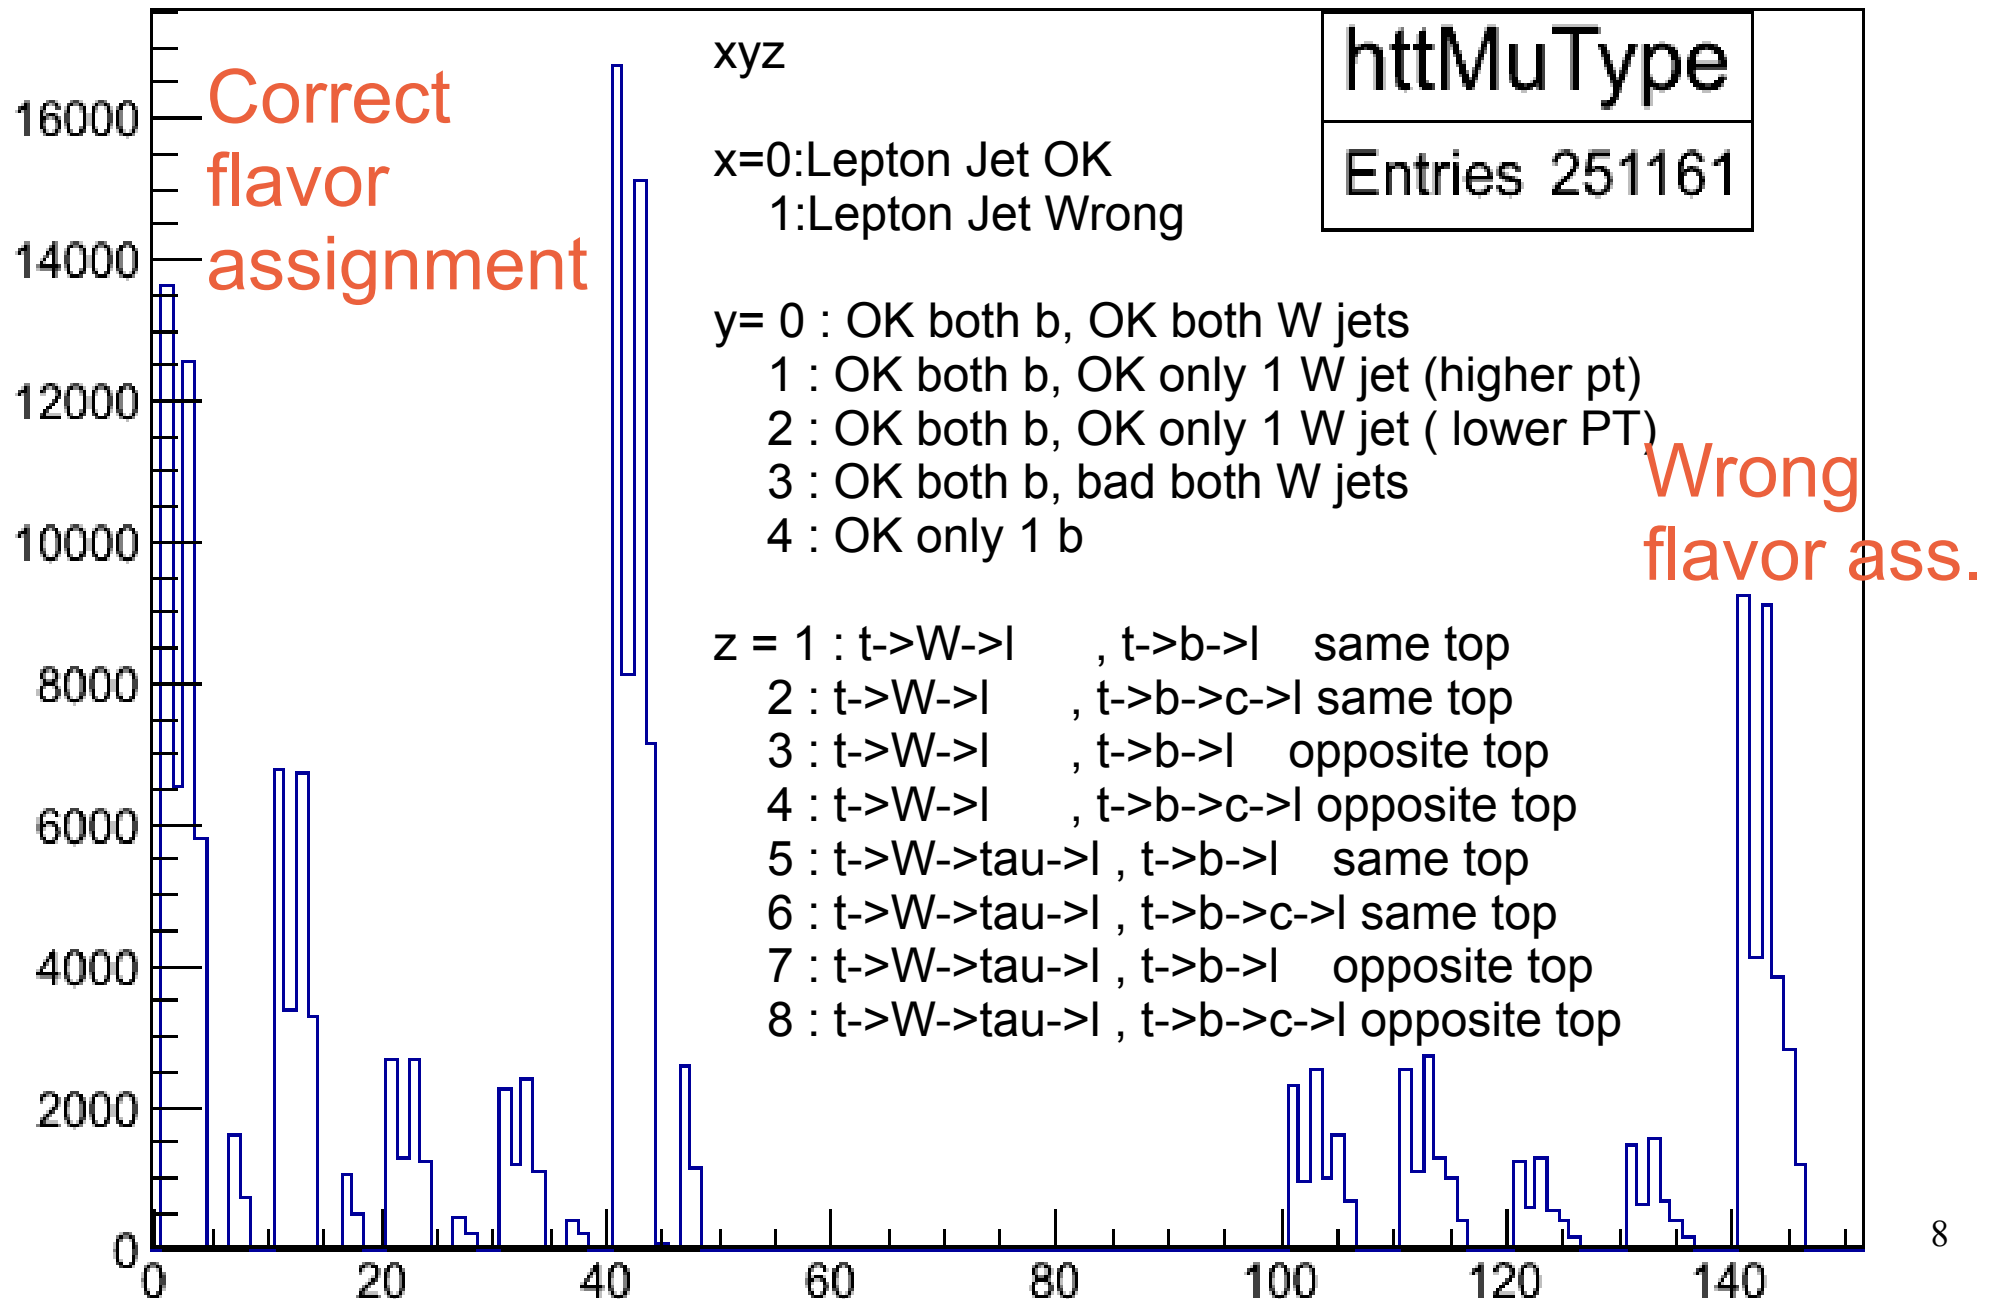 xyz
httMuType
Entries 251161
Correct
flavor
assignment
x=0:Lepton Jet OK
1:Lepton Jet Wrong
y= 0 : OK both b, OK both W jets
1 : OK both b, OK only 1 W jet (higher pt)
2 : OK both b, OK only 1 W jet ( lower PT)
3 : OK both b, bad both W jets
4 : OK only 1 b
Wrong
flavor ass.
z = 1 : t->W->l , t->b->l same top
2 : t->W->l , t->b->c->l same top
3 : t->W->l , t->b->l opposite top
4 : t->W->l , t->b->c->l opposite top
5 : t->W->tau->l , t->b->l same top
6 : t->W->tau->l , t->b->c->l same top
7 : t->W->tau->l , t->b->l opposite top
8 : t->W->tau->l , t->b->c->l opposite top
16000
14000
12000
10000
8000
6000
4000
2000
0
0 20 40 60 80 100 120 140
8